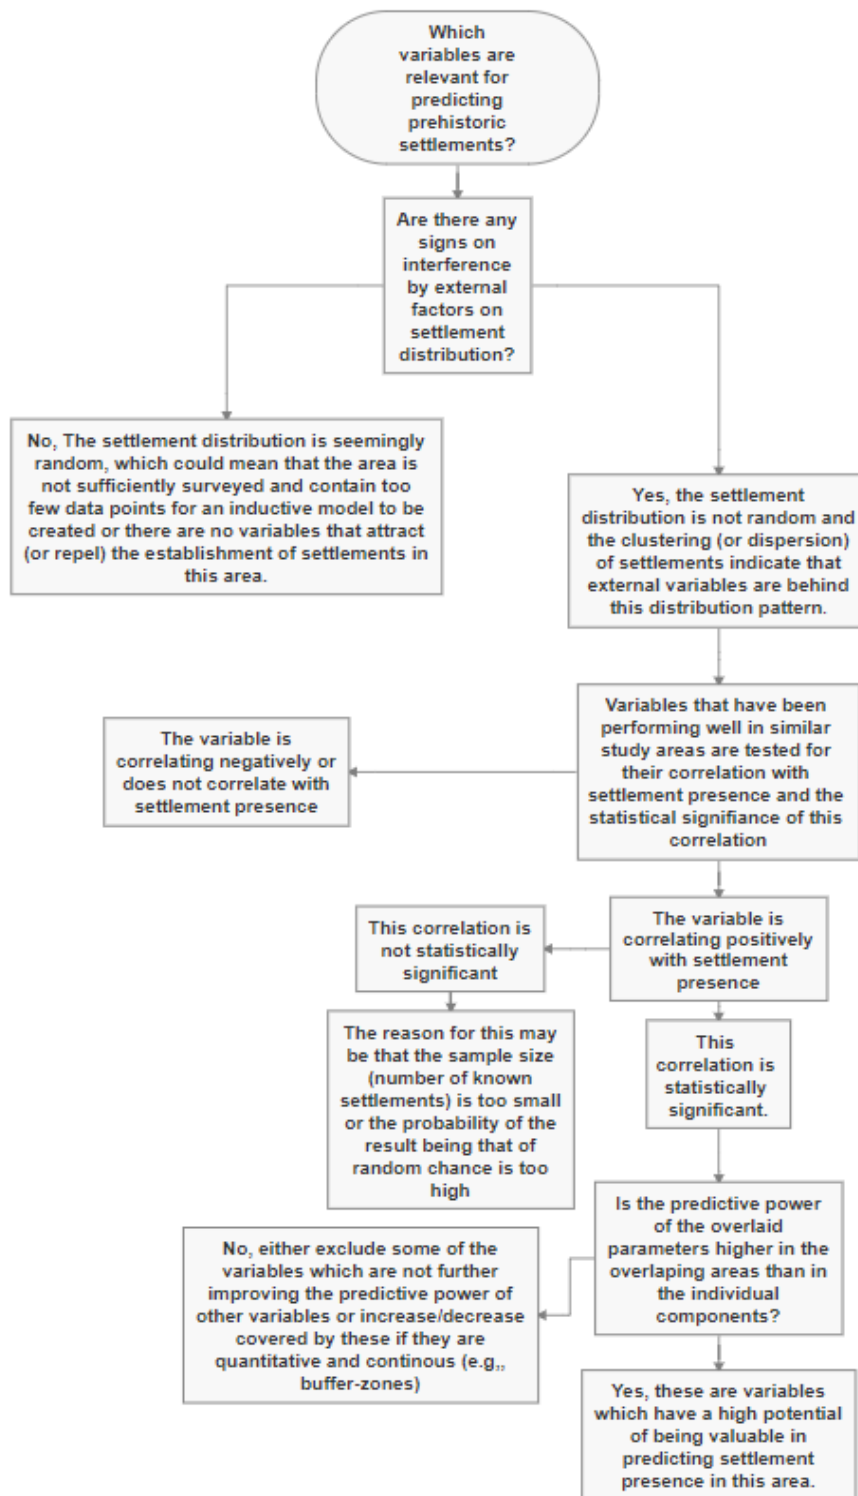 Which
variables are
relevant for
predicting
prehistoric
settlements?
Are there any
signs on
interference
by external
factors on
settlement
distribution?
No, The settlement distribution is seemingly
random, which could mean that the area is
not sufficiently surveyed and contain too
few data points for an inductive model to be
created or there are no variables that attract
(or repel) the establishment of settlements in
this area.
Yes, the settlement
distribution is not random and
the clustering (or dispersion)
of settlements indicate that
external variables are behind
this distribution pattern.
Variables that have been
performing well in similar
study areas are tested for
their correlation with
settlement presence and the
statistical signifiance of this
correlation
The variable is
correlating negatively or
does not correlate with
settlement presence
The variable is
correlating positively
with settlement
presence
This correlation is
not statistically
significant
The reason for this may
be that the sample size
(number of known
settlements) is too small
or the probability of the
result being that of
random chance is too
high
This
correlation is
statistically
significant.
Is the predictive power
of the overlaid
parameters higher in the
overlaping areas than in
the individual
components?
No, either exclude some of the
variables which are not further
improving the predictive power of
other variables or increase/decrease
covered by these if they are
quantitative and continous (e.g,,
buffer-zones)
Yes, these are variables
which have a high potential
of being valuable in
predicting settlement
presence in this area.